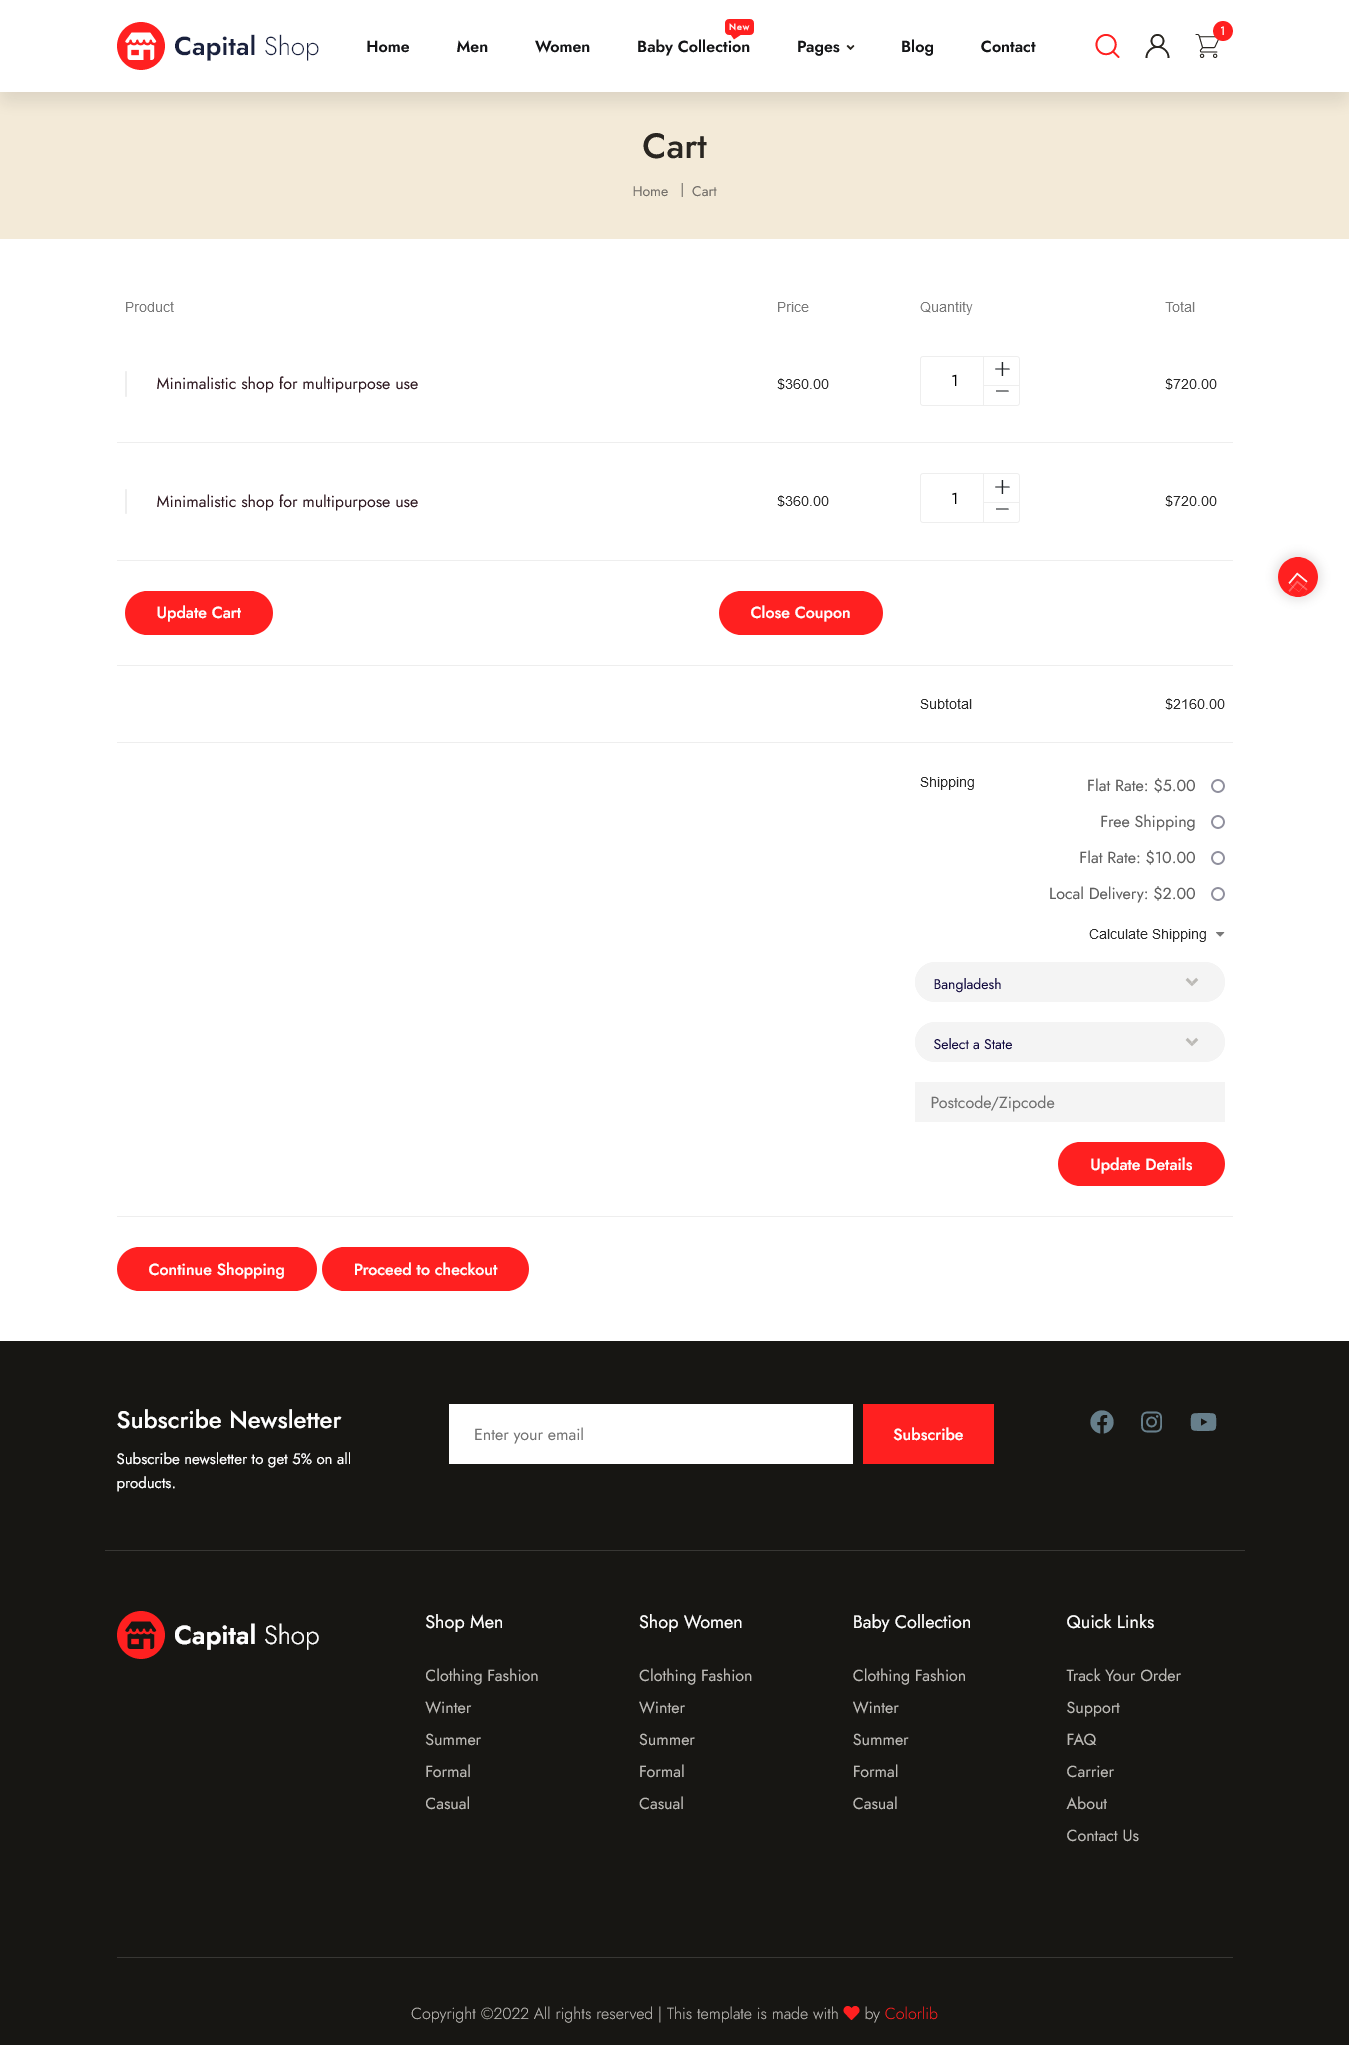 Capital Shop
Home
Men
Women
Baby Collection
New
Pages
Blog
Contact
1
Cart
Home | Cart
Product Price Quantity Total
Minimalistic shop for multipurpose use $360.00 1 $720.00
Minimalistic shop for multipurpose use $360.00 1 $720.00
Update Cart
Close Coupon
Subtotal $2160.00
Shipping
Flat Rate: $5.00
Free Shipping
Flat Rate: $10.00
Local Delivery: $2.00
Calculate Shipping
Bangladesh
Select a State
Postcode/Zipcode
Update Details
Continue Shopping
Proceed to checkout
Subscribe Newsletter
Subscribe newsletter to get 5% on all
products.
Enter your email
Subscribe
Capital Shop
Shop Men
Clothing Fashion
Winter
Summer
Formal
Casual
Shop Women
Clothing Fashion
Winter
Summer
Formal
Casual
Baby Collection
Clothing Fashion
Winter
Summer
Formal
Casual
Quick Links
Track Your Order
Support
FAQ
Carrier
About
Contact Us
Copyright ©2022 All rights reserved | This template is made with ♥ by Colorlib